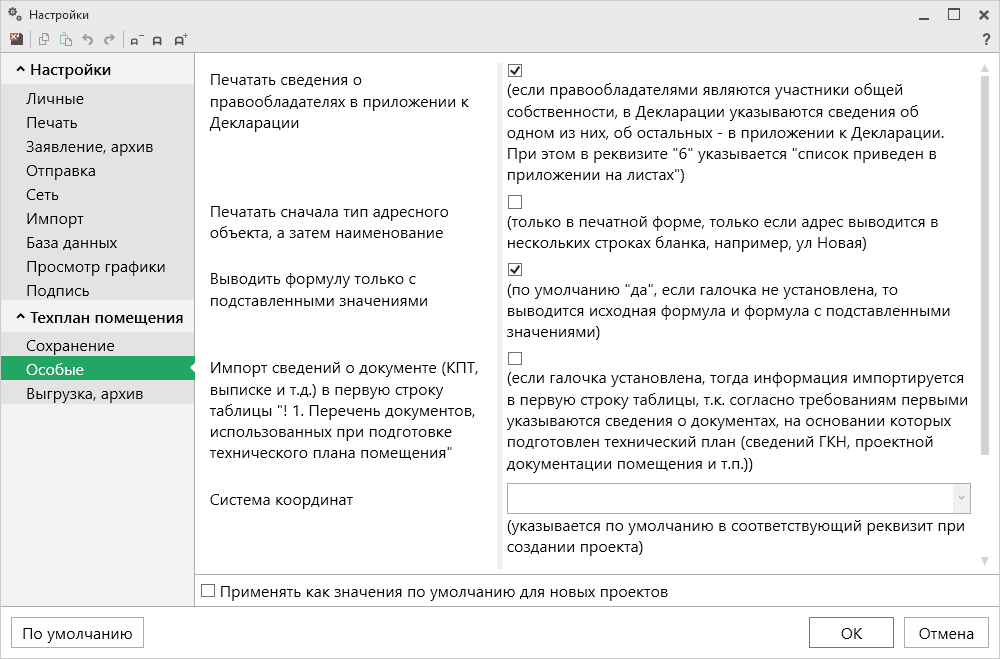 Настройки
?
Настройки
Личные
Печать
Заявление, архив
Отправка
Сеть
Импорт
База данных
Просмотр графики
Подпись
Техплан помещения
Сохранение
Особые
Выгрузка, архив
Печатать сведения о
правообладателях в приложении к
Декларации
(если правообладателями являются участники общей
собственности, в Декларации указываются сведения об
одном из них, об остальных - в приложении к Декларации.
При этом в реквизите "6" указывается "список приведен в
приложении на листах")
Печатать сначала тип адресного
объекта, а затем наименование
(только в печатной форме, только если адрес выводится в
нескольких строках бланка, например, ул Новая)
Выводить формулу только с
подставленными значениями
(по умолчанию "да", если галочка не установлена, то
выводится исходная формула и формула с подставленными
значениями)
Импорт сведений о документе (КПТ,
выписке и т.д.) в первую строку
таблицы "! 1. Перечень документов,
использованных при подготовке
технического плана помещения"
(если галочка установлена, тогда информация импортируется
в первую строку таблицы, т.к. согласно требованиям первыми
указываются сведения о документах, на основании которых
подготовлен технический план (сведений ГКН, проектной
документации помещения и т.п.))
Система координат
(указывается по умолчанию в соответствующий реквизит при
создании проекта)
Применять как значения по умолчанию для новых проектов
По умолчанию
ОК
Отмена